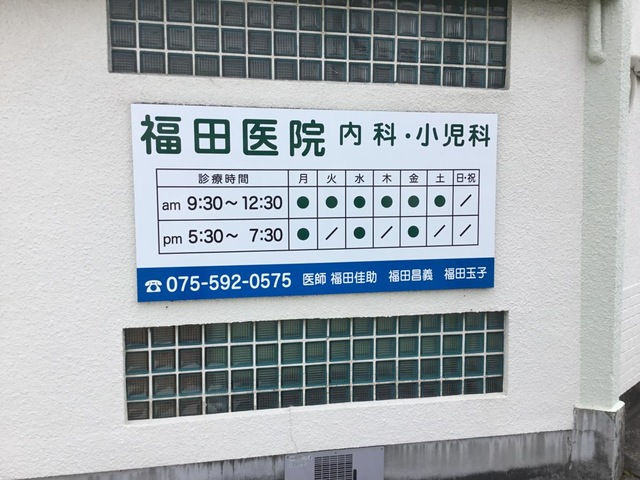 福田医院 内科・小児科
診療時間 月 火 水 木 金 土 日・祝
am 9:30～12:30 ● ● ● ● ● ● ／
pm 5:30～ 7:30 ● ／ ● ／ ● ／ ／
☎075-592-0575 医師 福田佳助 福田昌義 福田玉子